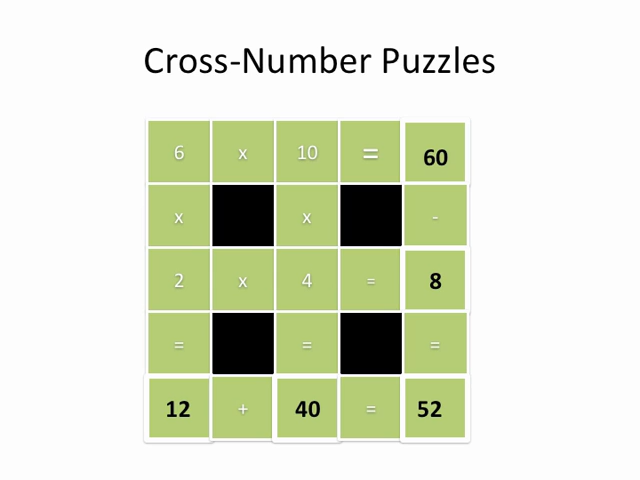 Cross-Number Puzzles
6 x 10 = 60
x x -
2 x 4 = 8
= = =
12 + 40 = 52